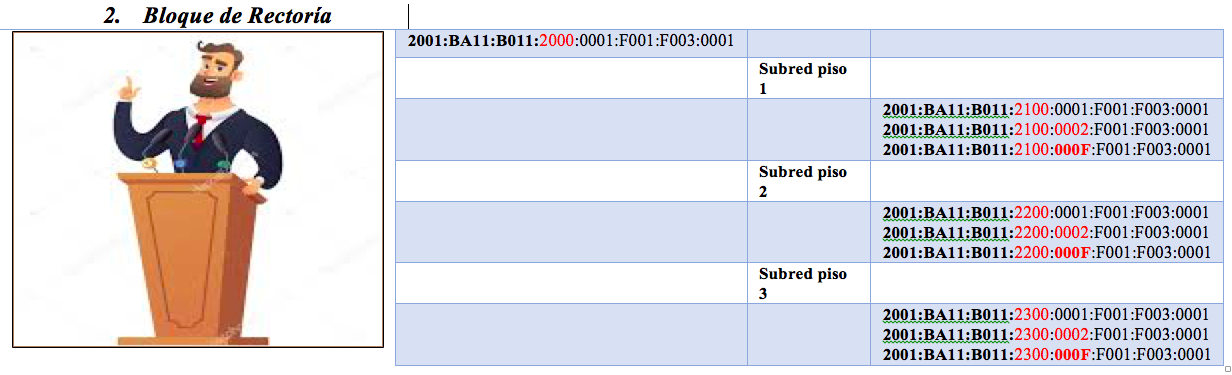 2. Bloque de Rectoría
2001:BA11:B011:2000:0001:F001:F003:0001
Subred piso
1
2001:BA11:B011:2100:0001:F001:F003:0001
2001:BA11:B011:2100:0002:F001:F003:0001
2001:BA11:B011:2100:000F:F001:F003:0001
Subred piso
2
2001:BA11:B011:2200:0001:F001:F003:0001
2001:BA11:B011:2200:0002:F001:F003:0001
2001:BA11:B011:2200:000F:F001:F003:0001
Subred piso
3
2001:BA11:B011:2300:0001:F001:F003:0001
2001:BA11:B011:2300:0002:F001:F003:0001
2001:BA11:B011:2300:000F:F001:F003:0001